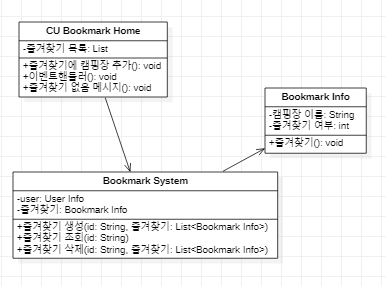 CU Bookmark Home
-즐겨찾기 목록: List
+즐겨찾기에 캠핑장 추가(): void
+이벤트핸들러(): void
+즐겨찾기 없음 메시지(): void
Bookmark Info
-캠핑장 이름: String
-즐겨찾기 여부: int
+즐겨찾기(): void
Bookmark System
-user: User Info
-즐겨찾기: Bookmark Info
+즐겨찾기 생성(id: String, 즐겨찾기: List<Bookmark Info>)
+즐겨찾기 조회(id: String)
+즐겨찾기 삭제(id: String, 즐겨찾기: List<Bookmark Info>)